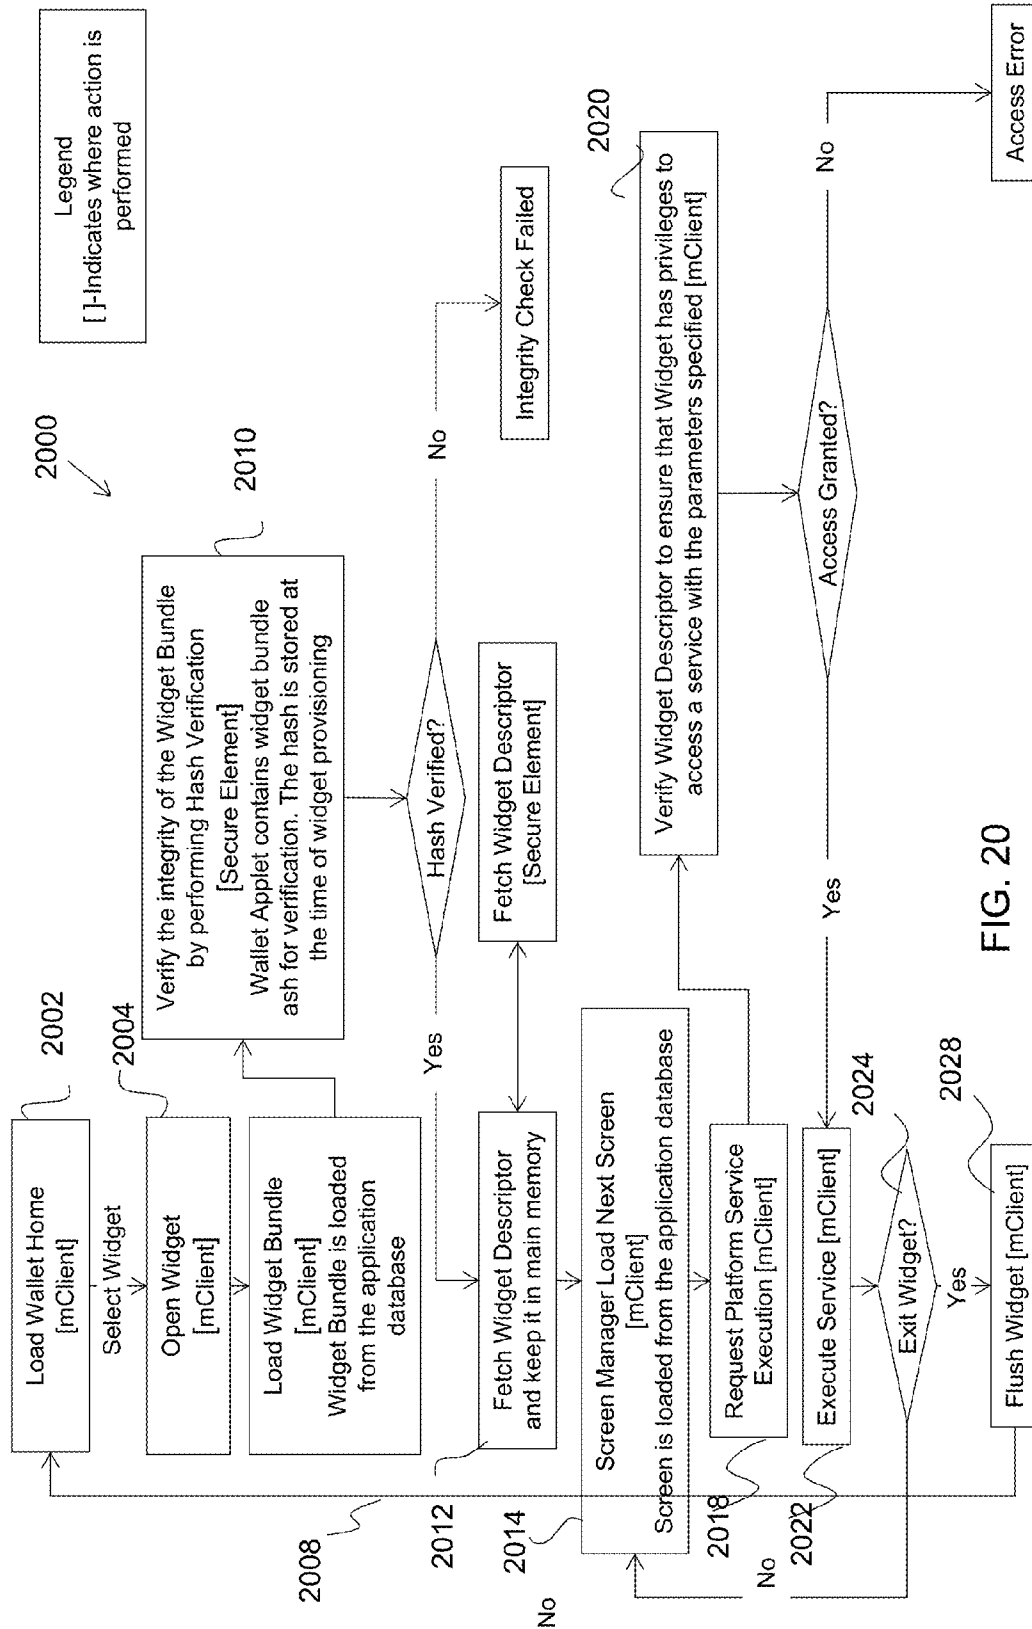 Legend
[ ]-Indicates where action is
performed
2000
Load Wallet Home
[mClient]
2002
Select Widget
2004
Open Widget
[mClient]
Load Widget Bundle
[mClient]
Widget Bundle is loaded
from the application
database
2008
Verify the integrity of the Widget Bundle
by performing Hash Verification
[Secure Element]
Wallet Applet contains widget bundle
ash for verification. The hash is stored at
the time of widget provisioning
2010
Hash Verified?
Yes
No
Integrity Check Failed
Fetch Widget Descriptor
and keep it in main memory
2012
Fetch Widget Descriptor
[Secure Element]
No
2014
Screen Manager Load Next Screen
[mClient]
Screen is loaded from the application database
Request Platform Service
Execution [mClient]
2018
Verify Widget Descriptor to ensure that Widget has privileges to
access a service with the parameters specified [mClient]
2020
Access Granted?
Yes
No
Access Error
Execute Service [mClient]
2022
No
Exit Widget?
2024
Yes
Flush Widget [mClient]
2028
FIG. 20